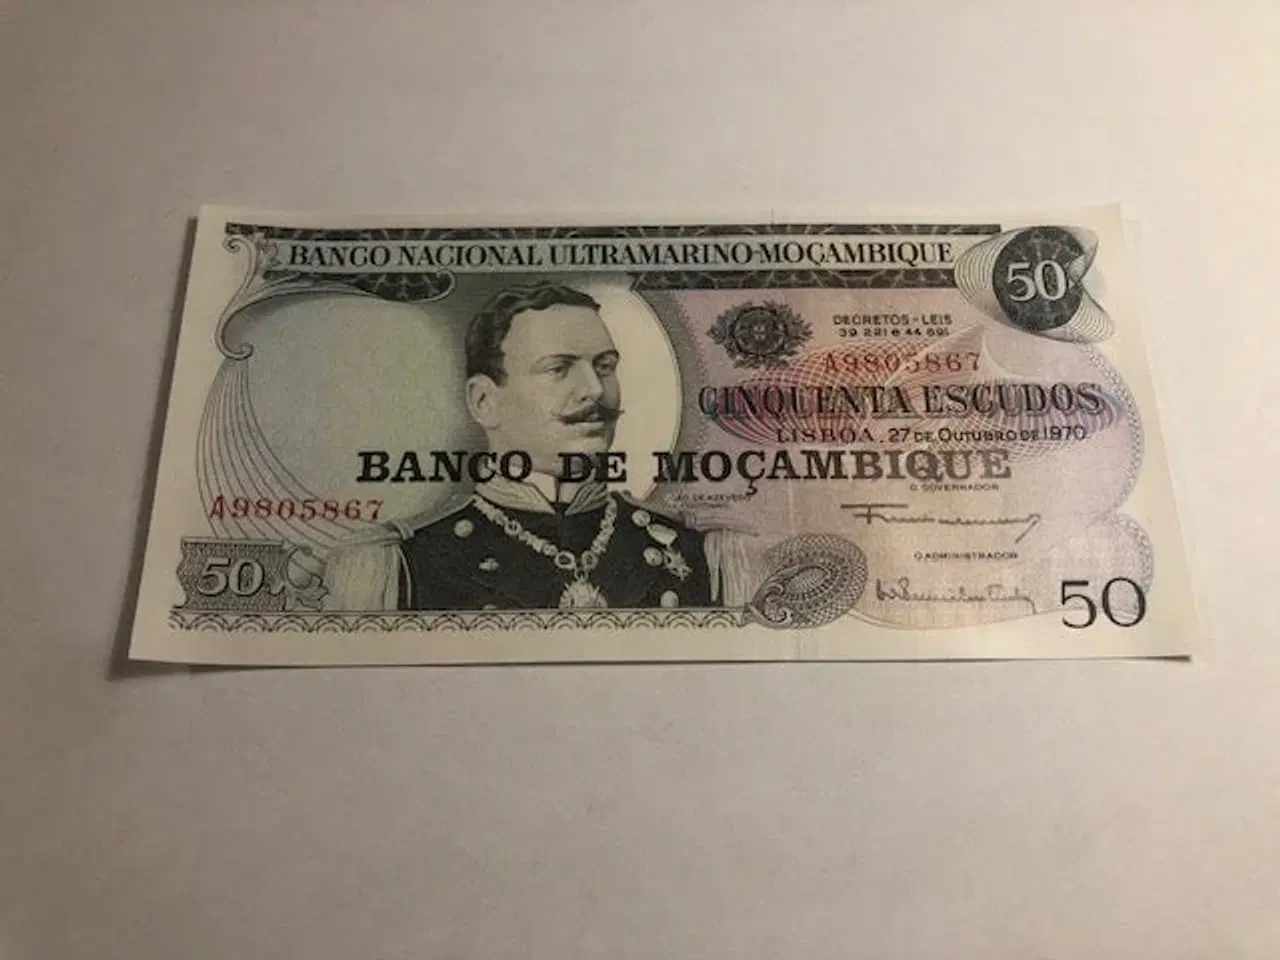 BANCO NACIONAL ULTRAMARINO-MOÇAMBIQUE
50
DECRETOS-LEIS
39 221 e 44 891
A9805867
CINQUENTA ESCUDOS
LISBOA, 27 DE OUTUBRO DE 1970
BANCO DE MOÇAMBIQUE
O GOVERNADOR
A9805867
O ADMINISTRADOR
50
50